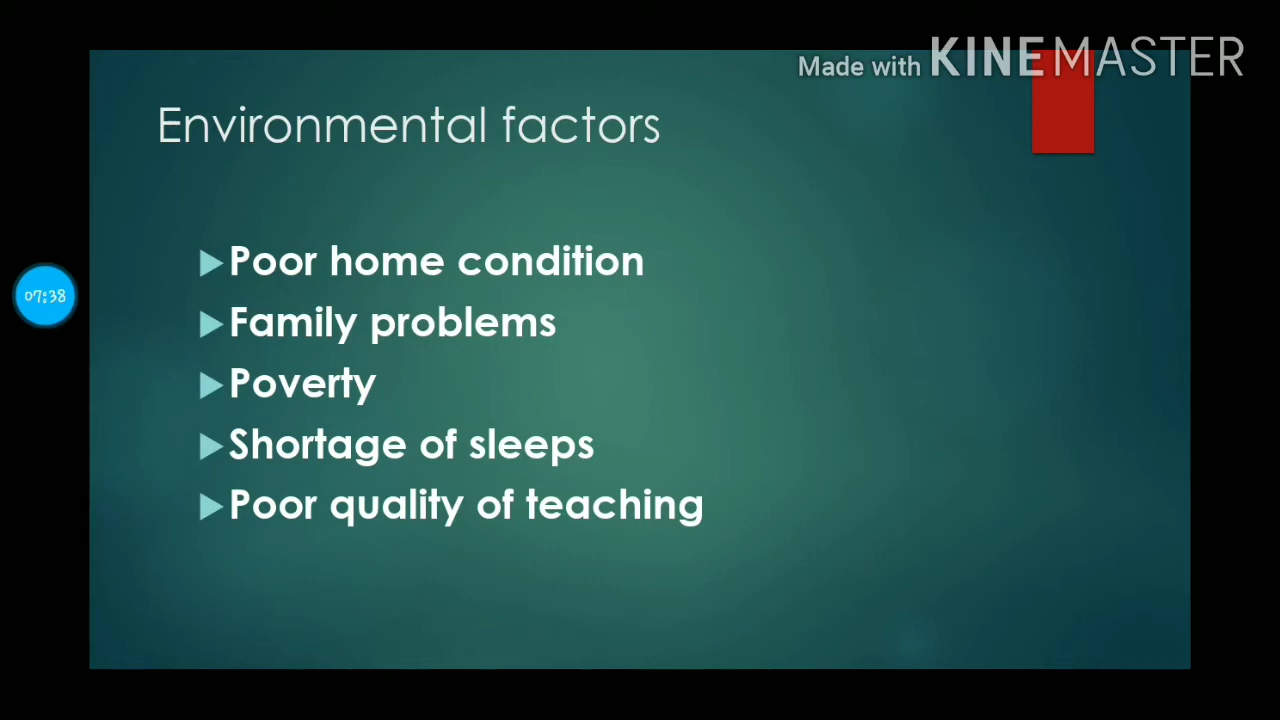 Made with KINEMASTER
Environmental factors
Poor home condition
07:38
Family problems
Poverty
Shortage of sleeps
Poor quality of teaching